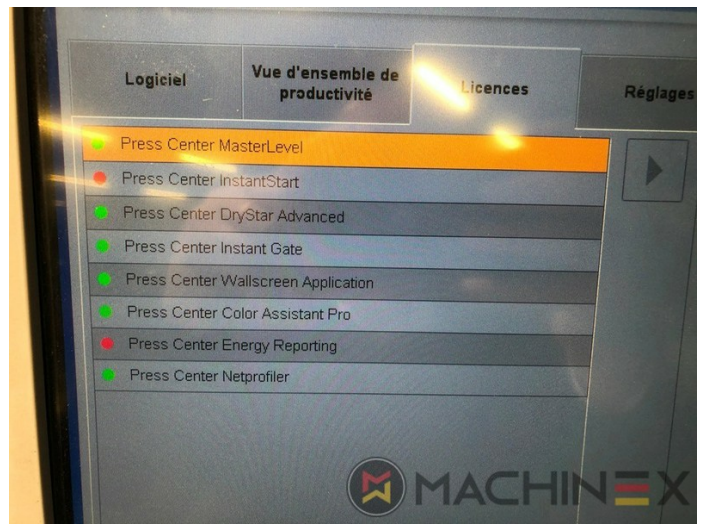 Logiciel
Vue d'ensemble de
productivité
Licences
Réglages
Press Center MasterLevel
Press Center InstantStart
Press Center DryStar Advanced
Press Center Instant Gate
Press Center Wallscreen Application
Press Center Color Assistant Pro
Press Center Energy Reporting
Press Center Netprofiler
MACHINEX